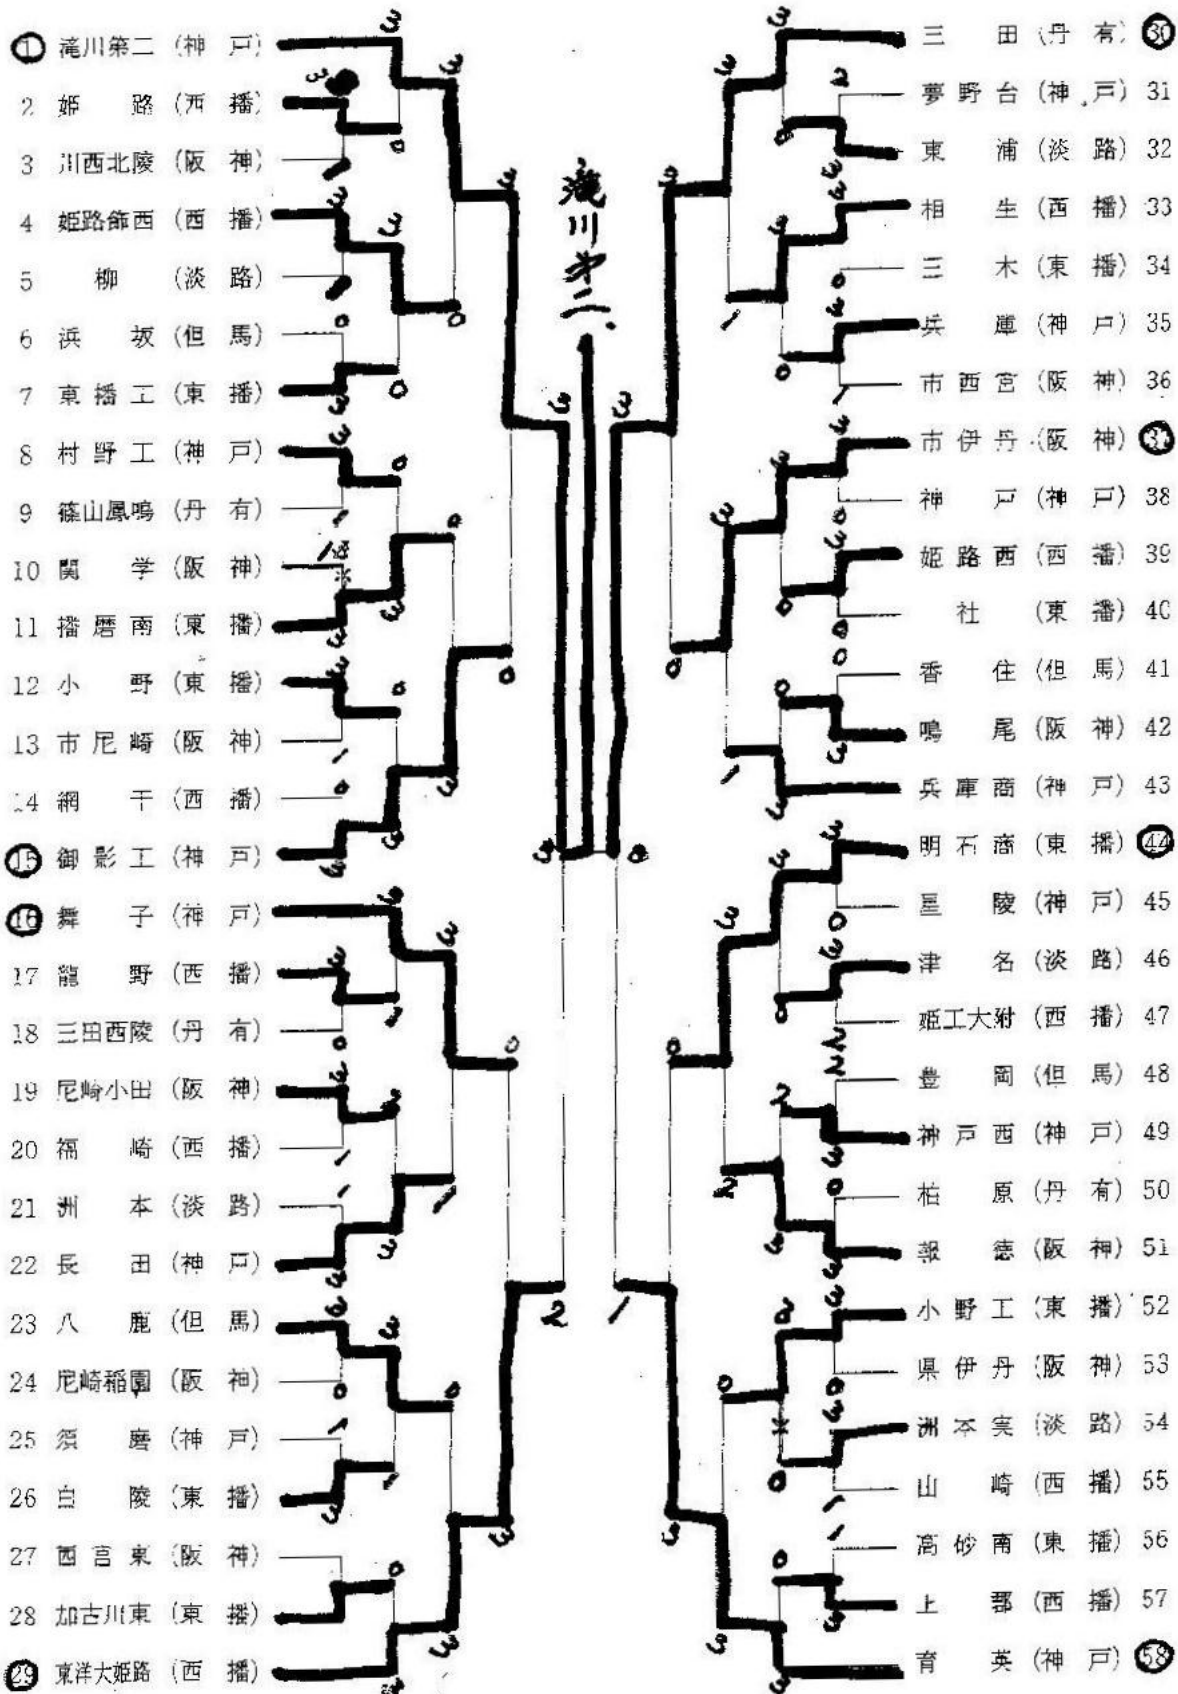 1 滝川第二 (神 戸)
2 姫 路 (西 播)
3 川西北陵 (阪 神)
4 姫路飾西 (西 播)
5 柳 (淡 路)
6 浜 坂 (但 馬)
7 東播工 (東 播)
8 村野工 (神 戸)
9 篠山鳳鳴 (丹 有)
10 関 学 (阪 神)
11 播磨南 (東 播)
12 小 野 (東 播)
13 市尼崎 (阪 神)
14 網 干 (西 播)
15 御影工 (神 戸)
16 舞 子 (神 戸)
17 龍 野 (西 播)
18 三田西陵 (丹 有)
19 尼崎小田 (阪 神)
20 福 崎 (西 播)
21 洲 本 (淡 路)
22 長 田 (神 戸)
23 八 鹿 (但 馬)
24 尼崎稲園 (阪 神)
25 須 磨 (神 戸)
26 白 陵 (東 播)
27 西宮東 (阪 神)
28 加古川東 (東 播)
29 東洋大姫路 (西 播)
滝川第二
三 田 (丹 有) 30
夢野台 (神 戸) 31
東 浦 (淡 路) 32
相 生 (西 播) 33
三 木 (東 播) 34
兵 庫 (神 戸) 35
市西宮 (阪 神) 36
市伊丹 (阪 神) 37
神 戸 (神 戸) 38
姫路西 (西 播) 39
社 (東 播) 40
香 住 (但 馬) 41
鳴 尾 (阪 神) 42
兵庫商 (神 戸) 43
明石商 (東 播) 44
星 陵 (神 戸) 45
津 名 (淡 路) 46
姫工大附 (西 播) 47
豊 岡 (但 馬) 48
神戸西 (神 戸) 49
柏 原 (丹 有) 50
報 徳 (阪 神) 51
小野工 (東 播) 52
県伊丹 (阪 神) 53
洲本実 (淡 路) 54
山 崎 (西 播) 55
高砂南 (東 播) 56
上 郡 (西 播) 57
育 英 (神 戸) 58